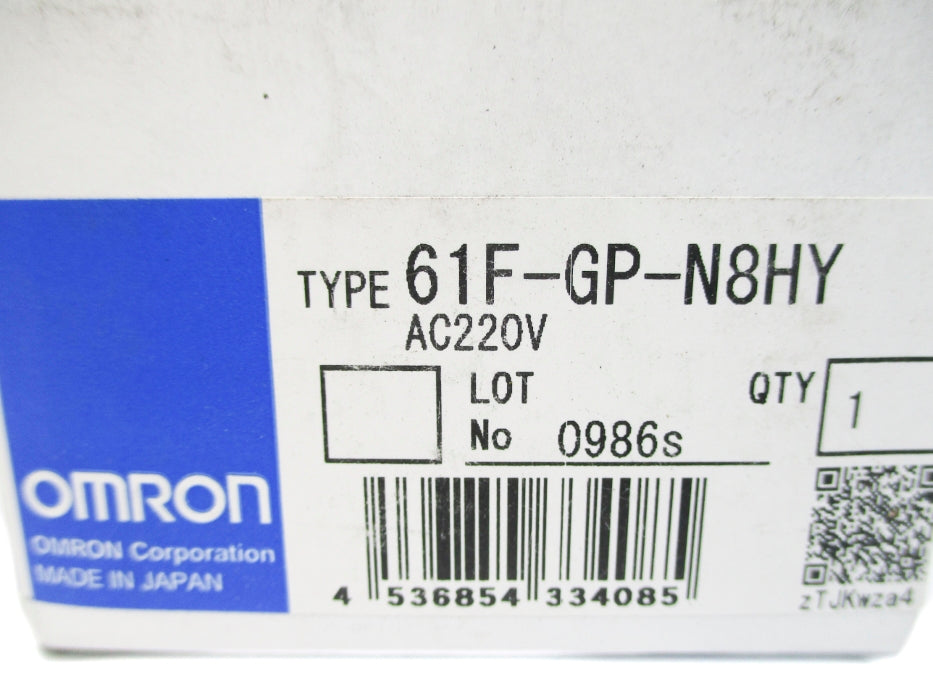 TYPE 61F-GP-N8HY
AC220V
LOT
No 0986s
QTY 1
OMRON
OMRON Corporation
MADE IN JAPAN
4 536854 334085
zTJKwza4